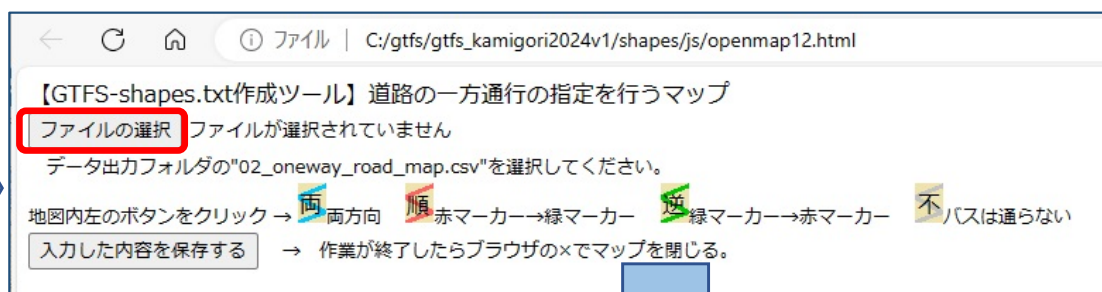 ファイル | C:/gtfs/gtfs_kamigori2024v1/shapes/js/openmap12.html
【GTFS-shapes.txt作成ツール】道路の一方通行の指定を行うマップ
ファイルの選択 ファイルが選択されていません
データ出力フォルダの"02_oneway_road_map.csv"を選択してください。
地図内左のボタンをクリック → 両 両方向 順 赤マーカー→緑マーカー 逆 緑マーカー→赤マーカー 不 バスは通らない
入力した内容を保存する → 作業が終了したらブラウザの×でマップを閉じる。